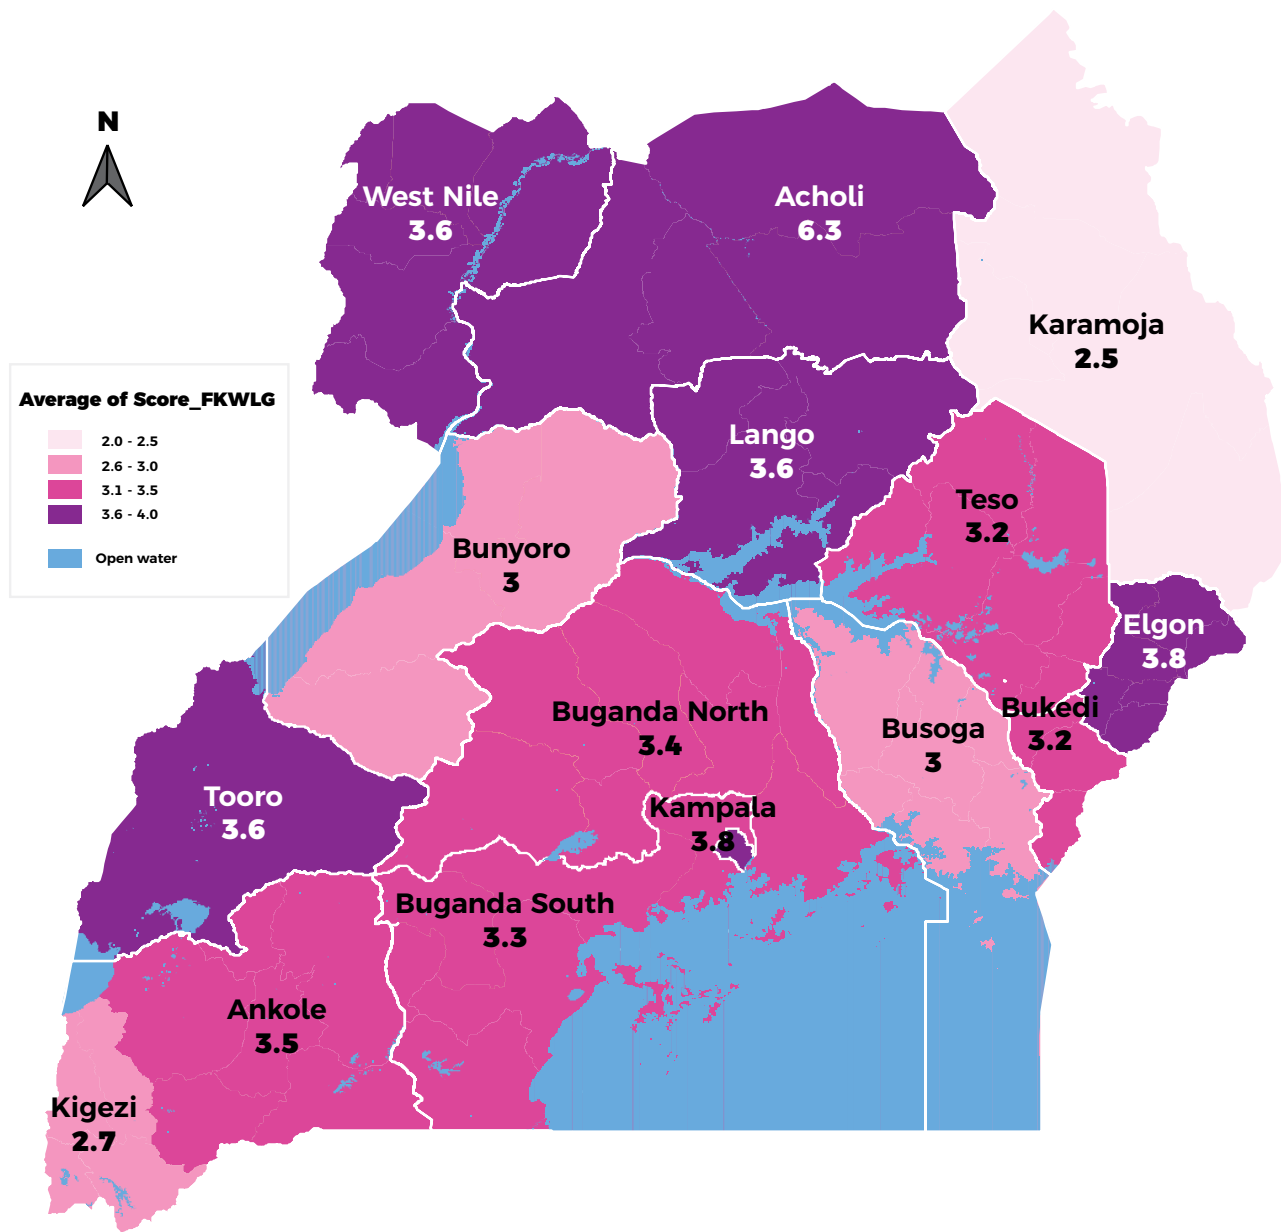 N
West Nile
3.6
Acholi
6.3
Karamoja
2.5
Average of Score_FKWLG
2.0 - 2.5
2.6 - 3.0
3.1 - 3.5
3.6 - 4.0
Open water
Lango
3.6
Teso
3.2
Bunyoro
3
Elgon
3.8
Buganda North
3.4
Busoga
3
Bukedi
3.2
Tooro
3.6
Kampala
3.8
Buganda South
3.3
Ankole
3.5
Kigezi
2.7